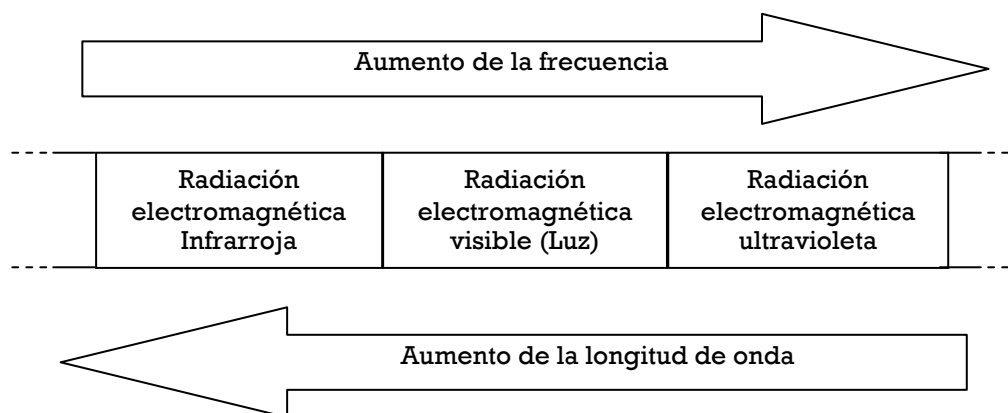 Aumento de la frecuencia
Radiación
electromagnética
Infrarroja
Radiación
electromagnética
visible (Luz)
Radiación
electromagnética
ultravioleta
Aumento de la longitud de onda